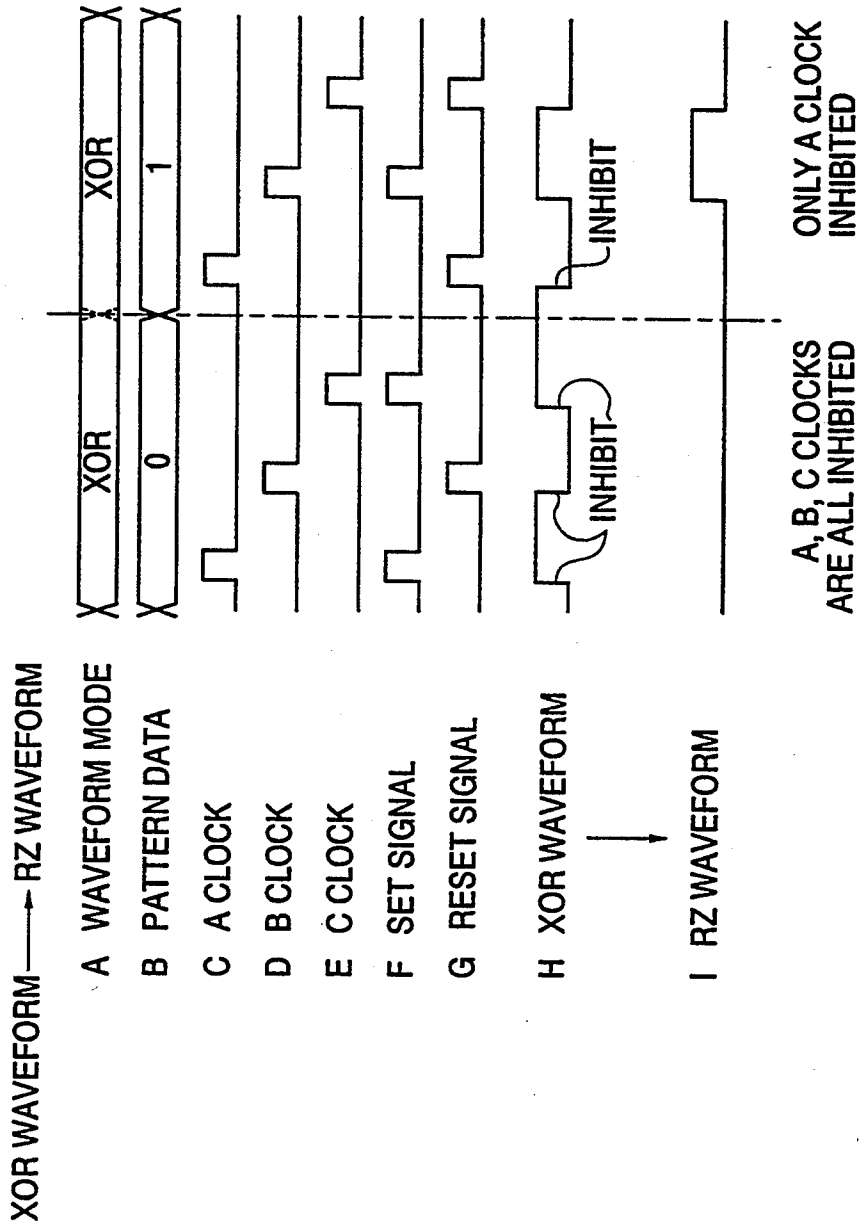 XOR WAVEFORM → RZ WAVEFORM
A WAVEFORM MODE
XOR
XOR
B PATTERN DATA
0
1
C A CLOCK
D B CLOCK
E C CLOCK
F SET SIGNAL
G RESET SIGNAL
H XOR WAVEFORM
INHIBIT
INHIBIT
I RZ WAVEFORM
A, B, C CLOCKS
ARE ALL INHIBITED
ONLY A CLOCK
INHIBITED